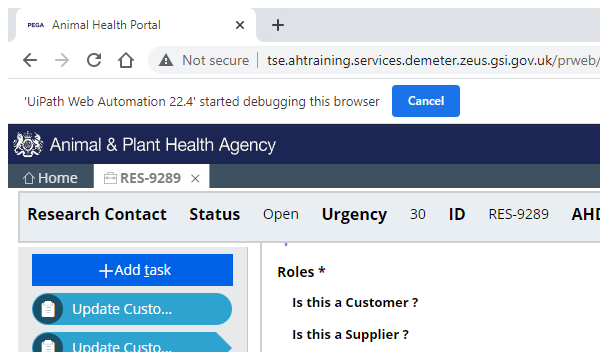 PEGA Animal Health Portal
Not secure tse.ahtraining.services.demeter.zeus.gsi.gov.uk/prweb/
'UiPath Web Automation 22.4' started debugging this browser Cancel
Animal & Plant Health Agency
Home RES-9289
Research Contact Status Open Urgency 30 ID RES-9289 AHD
+Add task
Roles *
Update Custo...
Is this a Customer ?
Is this a Supplier ?
Update Custo...